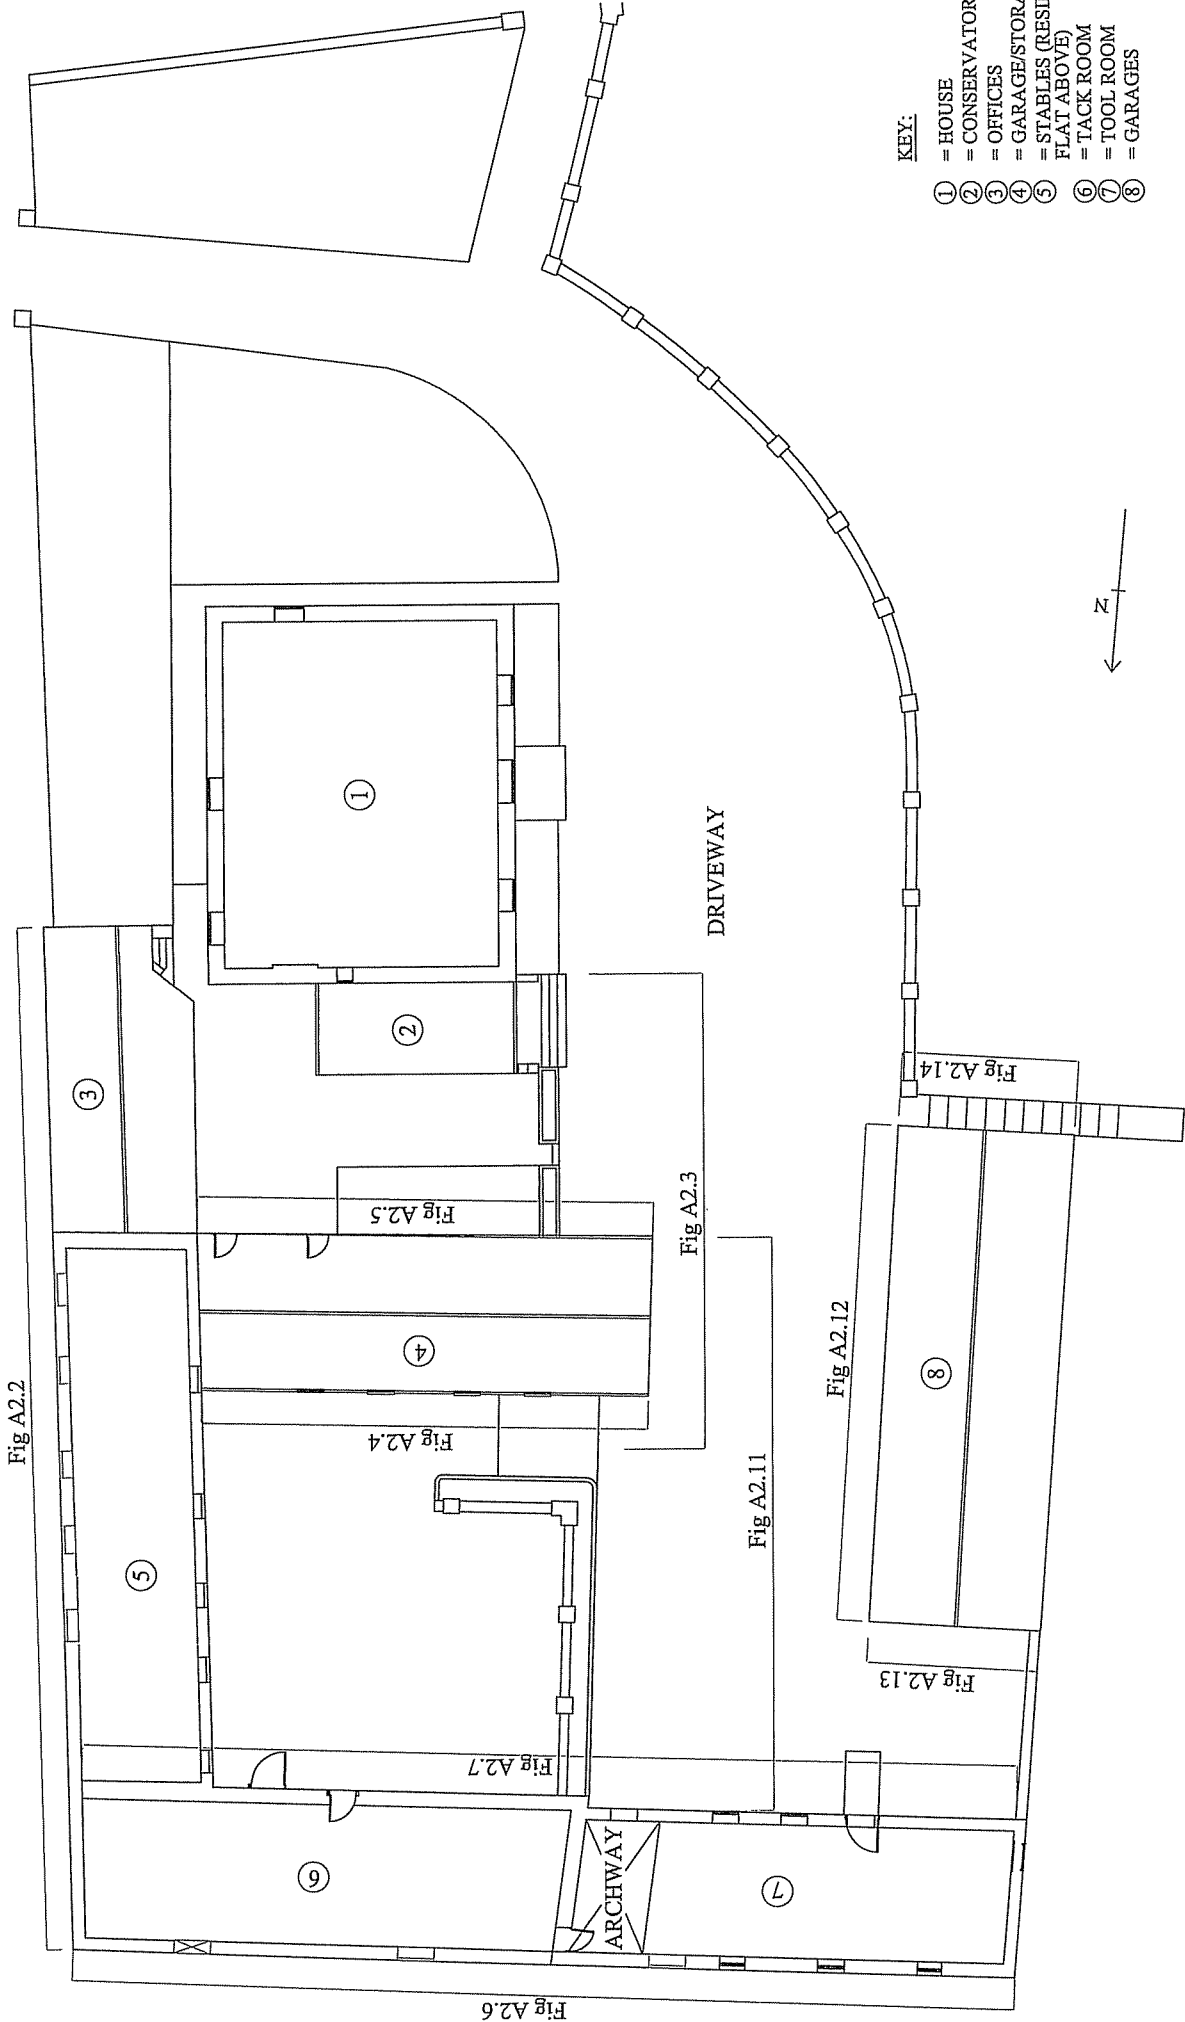 KEY:
① = HOUSE
② = CONSERVATOR
③ = OFFICES
④ = GARAGE/STORA
⑤ = STABLES (RESI
FLAT ABOVE)
⑥ = TACK ROOM
⑦ = TOOL ROOM
⑧ = GARAGES
N
DRIVEWAY
ARCHWAY
Fig A2.2
Fig A2.3
Fig A2.4
Fig A2.5
Fig A2.6
Fig A2.7
Fig A2.11
Fig A2.12
Fig A2.13
Fig A2.14
①
②
③
④
⑤
⑥
⑦
⑧